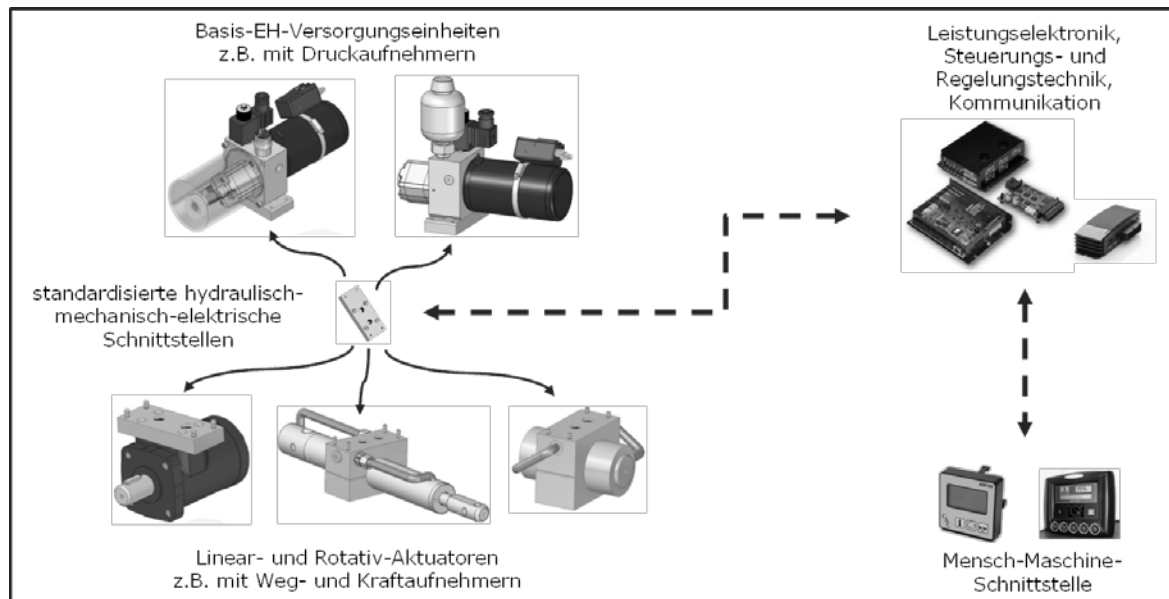 Basis-EH-Versorgungseinheiten
z.B. mit Druckaufnehmern
Leistungselektronik,
Steuerungs- und
Regelungstechnik,
Kommunikation
standardisierte hydraulisch-
mechanisch-elektrische
Schnittstellen
Linear- und Rotativ-Aktuatoren
z.B. mit Weg- und Kraftaufnehmern
Mensch-Maschine-
Schnittstelle